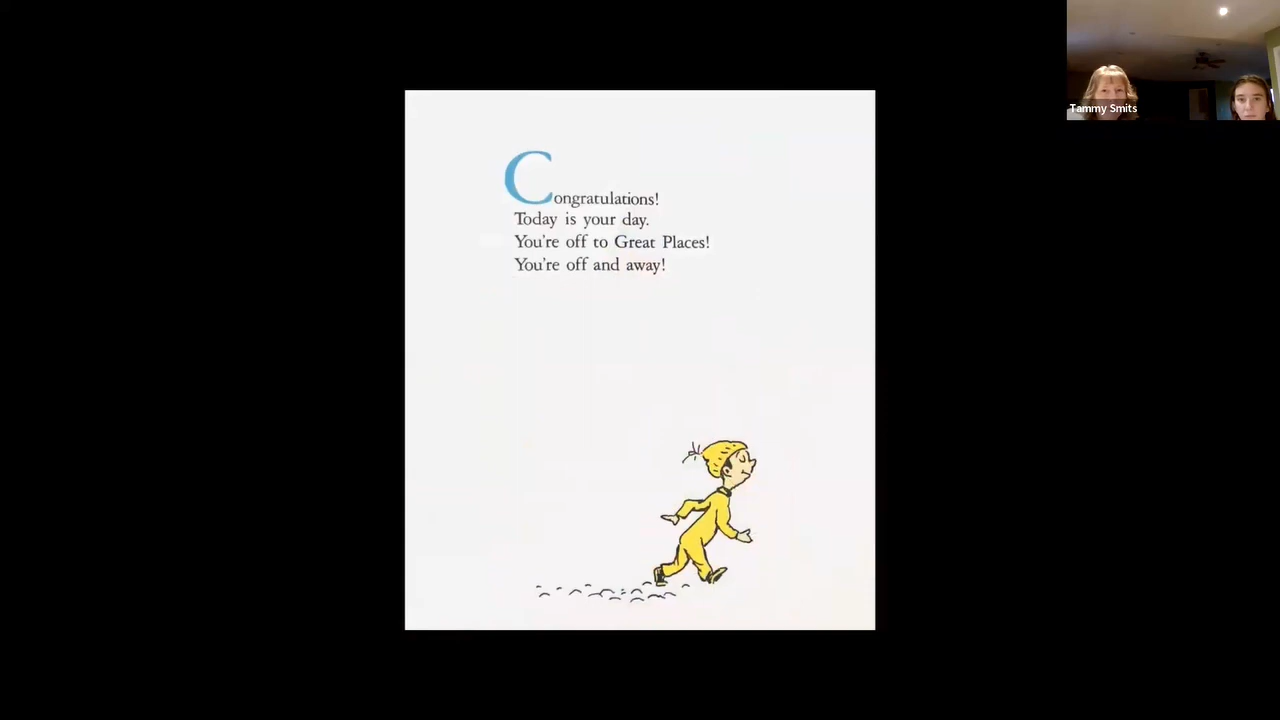 Congratulations!
Today is your day.
You're off to Great Places!
You're off and away!
Tammy Smits